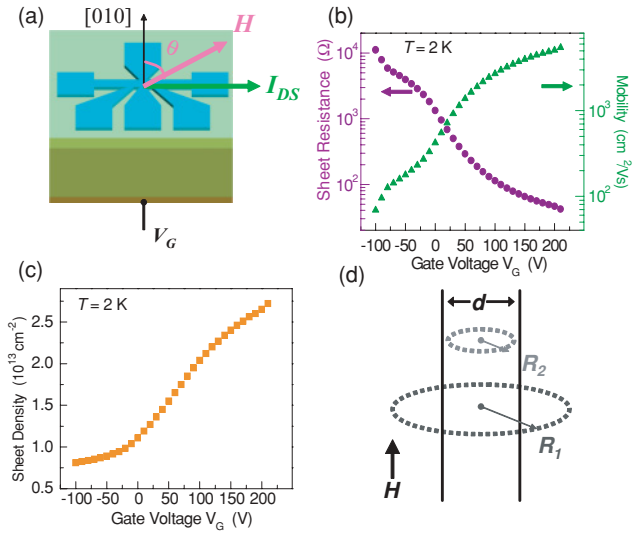 (a)
[010]
H
θ
I_DS
V_G
(b)
T = 2 K
Sheet Resistance (Ω)
10^4
10^3
10^2
Mobility (cm^2/Vs)
10^3
10^2
-100 -50 0 50 100 150 200
Gate Voltage V_G (V)
(c)
T = 2 K
Sheet Density (10^13 cm^-2)
2.5
2.0
1.5
1.0
0.5
-100 -50 0 50 100 150 200
Gate Voltage V_G (V)
(d)
d
R_2
R_1
H